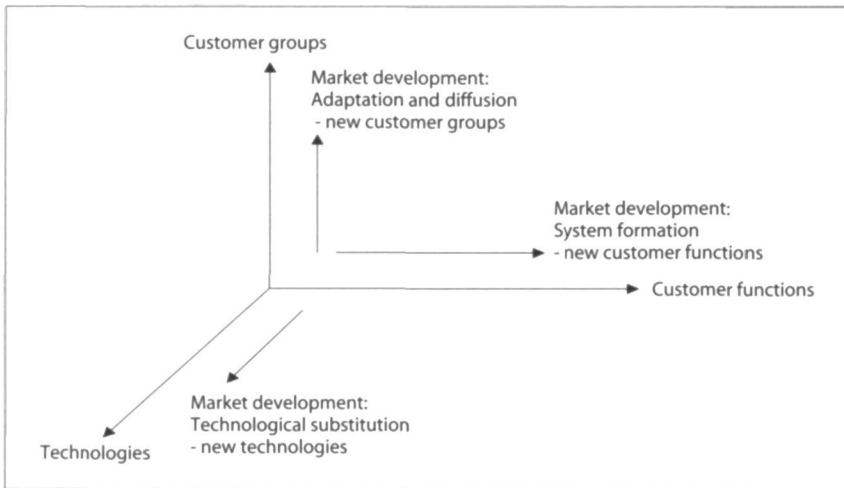 Customer groups
Market development:
Adaptation and diffusion
- new customer groups
Market development:
System formation
- new customer functions
Customer functions
Market development:
Technological substitution
- new technologies
Technologies